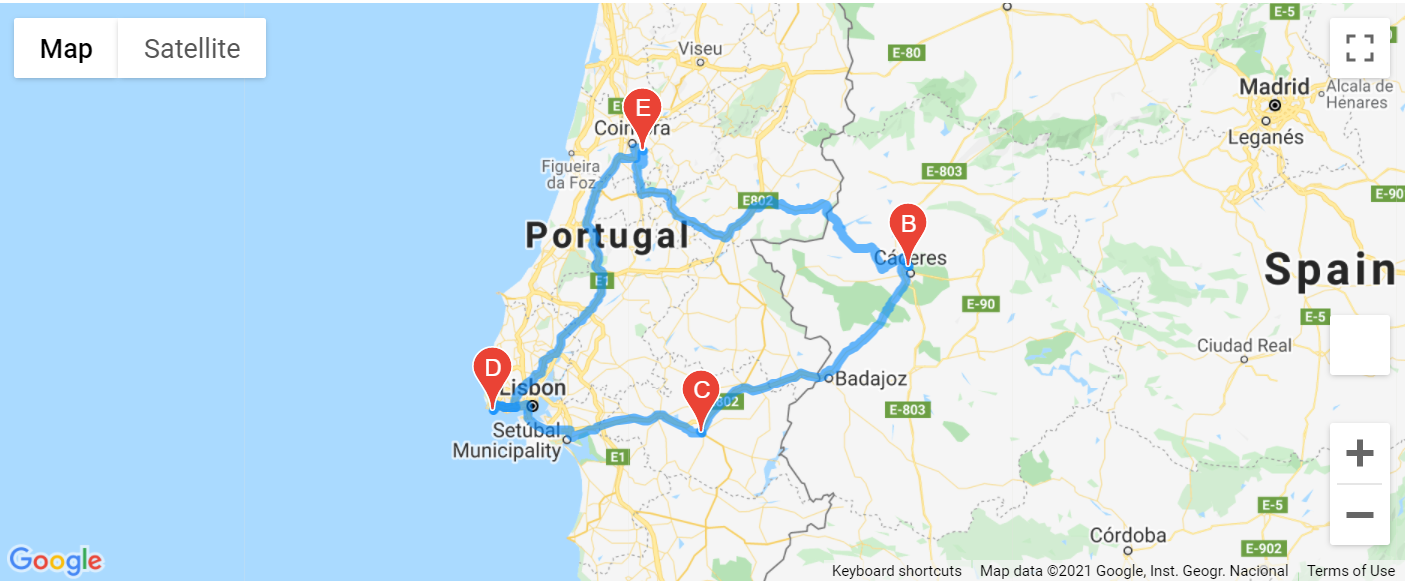 Map
Satellite
Viseu
E-80
E-5
Madrid
Alcala de
Hénares
Leganés
E
Coimbra
Figueira
da Foz
E-803
E-90
E802
B
Portugal
Cáceres
Spain
E1
E-90
E-5
Ciudad Real
D
C
Lisbon
Badajoz
E-803
Setúbal
Municipality
E1
E-5
Córdoba
E-902
Google
Keyboard shortcuts
Map data ©2021 Google, Inst. Geogr. Nacional
Terms of Use